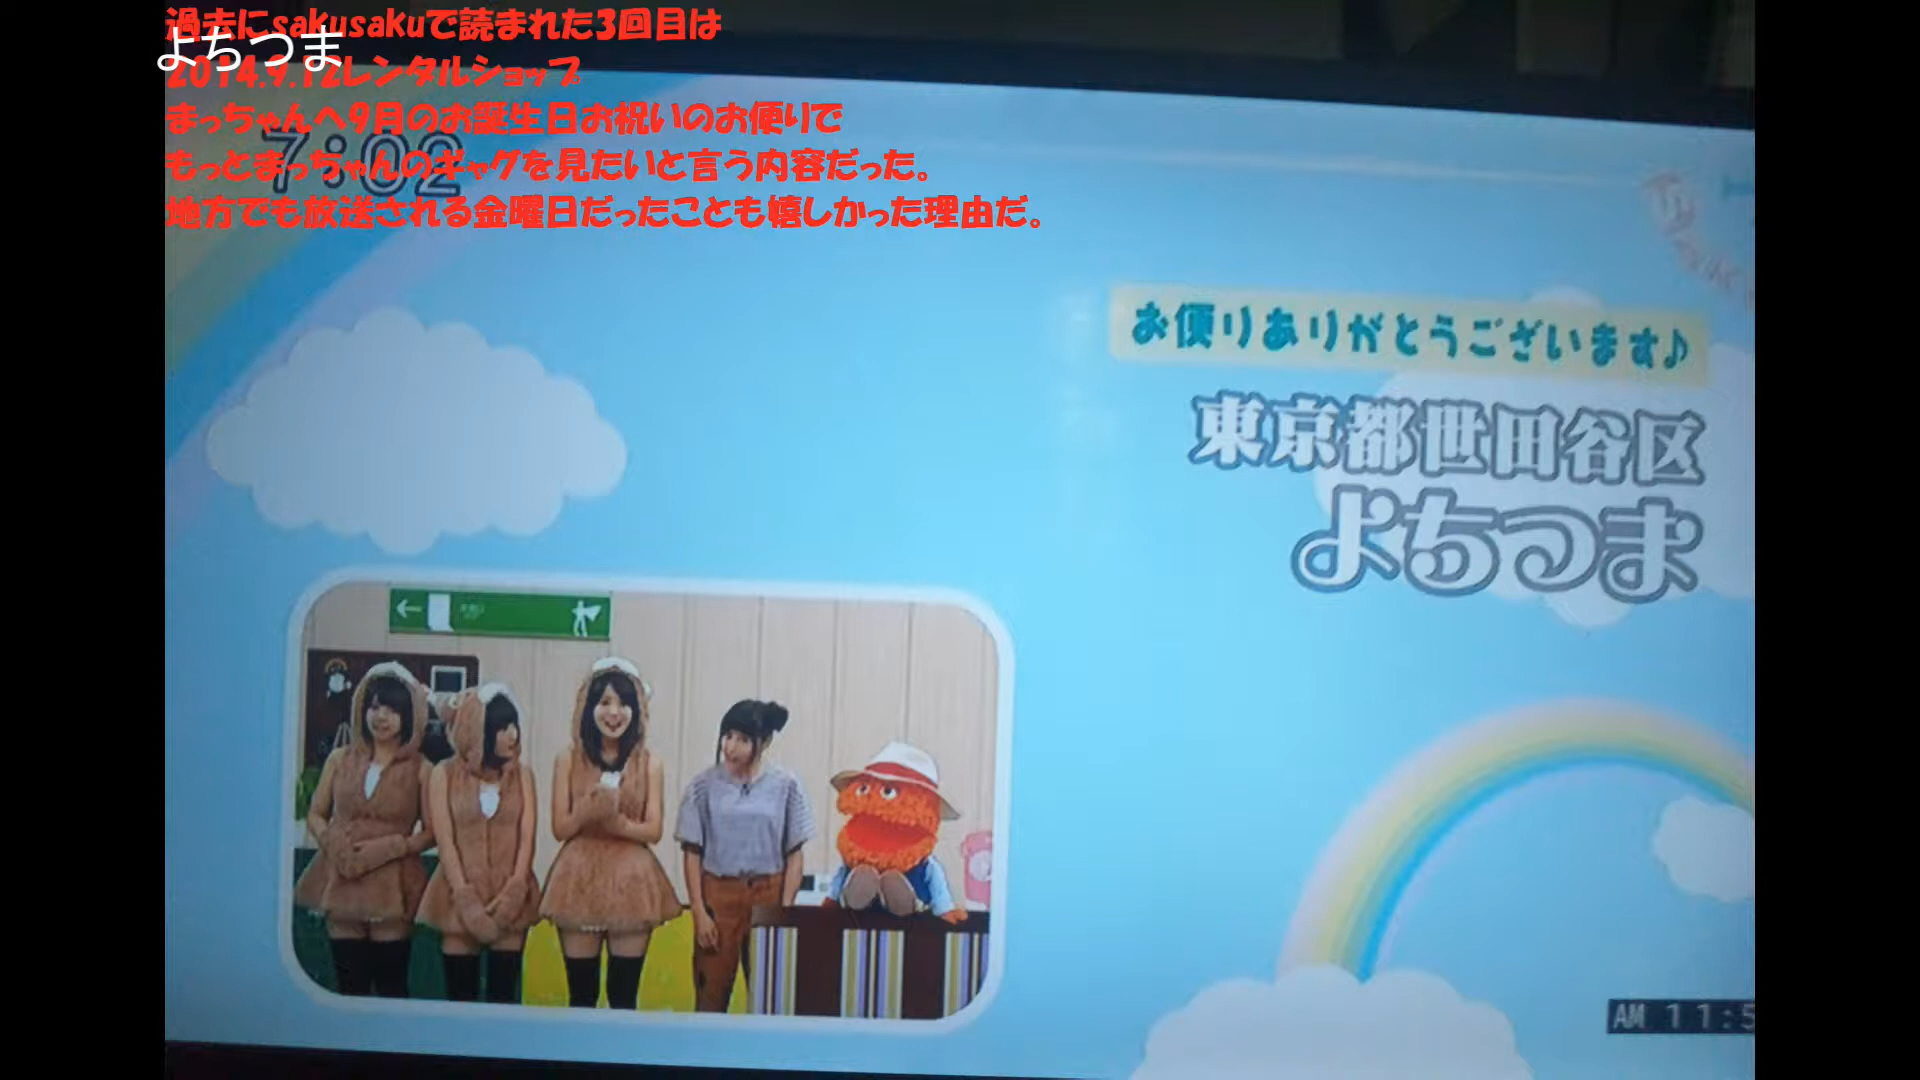 過去にsakusakuで読まれた3回目は
よちつま
2014.9.12レンタルショップ
まっちゃんへ9月のお誕生日お祝いのお便りで
7:02
もっとまっちゃんのギャグを見たいと言う内容だった。
地方でも放送される金曜日だったことも嬉しかった理由だ。
お便りありがとうございます♪
東京都世田谷区
よちつま
AM 11:5